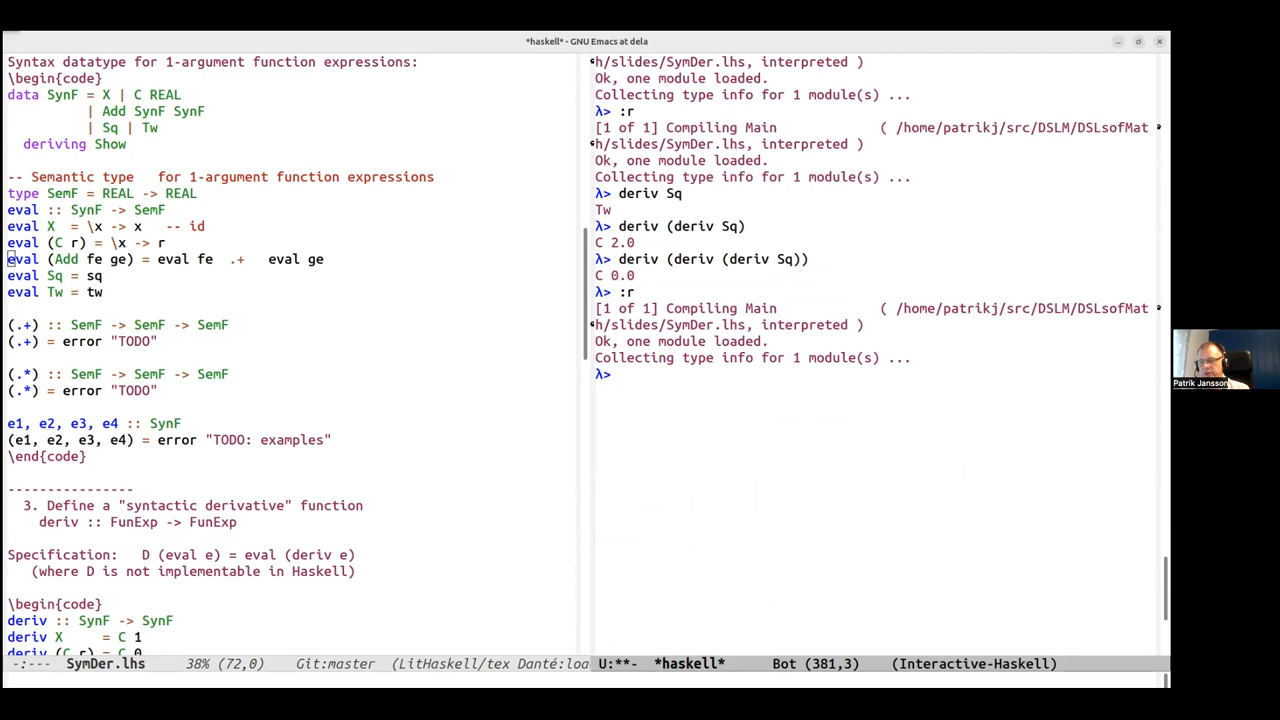 *haskell* - GNU Emacs at dela
Syntax datatype for 1-argument function expressions:
\begin{code}
data SynF = X | C REAL
| Add SynF SynF
| Sq | Tw
deriving Show
-- Semantic type   for 1-argument function expressions
type SemF = REAL -> REAL
eval :: SynF -> SemF
eval X  = \x -> x   -- id
eval (C r) = \x -> r
eval (Add fe ge) = eval fe  .+   eval ge
eval Sq = sq
eval Tw = tw
(.+) :: SemF -> SemF -> SemF
(.+) = error "TODO"
(.*) :: SemF -> SemF -> SemF
(.*) = error "TODO"
e1, e2, e3, e4 :: SynF
(e1, e2, e3, e4) = error "TODO: examples"
\end{code}
----------------
3. Define a "syntactic derivative" function
deriv :: FunExp -> FunExp
Specification:   D (eval e) = eval (deriv e)
(where D is not implementable in Haskell)
\begin{code}
deriv :: SynF -> SynF
deriv X     = C 1
deriv (C r) = C 0
-:---  SymDer.lhs     38% (72,0)    Git:master  (LitHaskell/tex Danté:loa
h/slides/SymDer.lhs, interpreted )
Ok, one module loaded.
Collecting type info for 1 module(s) ...
λ> :r
[1 of 1] Compiling Main       ( /home/patrikj/src/DSLM/DSLsofMat
h/slides/SymDer.lhs, interpreted )
Ok, one module loaded.
Collecting type info for 1 module(s) ...
λ> deriv Sq
Tw
λ> deriv (deriv Sq)
C 2.0
λ> deriv (deriv (deriv Sq))
C 0.0
λ> :r
[1 of 1] Compiling Main       ( /home/patrikj/src/DSLM/DSLsofMat
h/slides/SymDer.lhs, interpreted )
Ok, one module loaded.
Collecting type info for 1 module(s) ...
λ>
U:**-  *haskell*      Bot (381,3)    (Interactive-Haskell)
Patrik Jansson